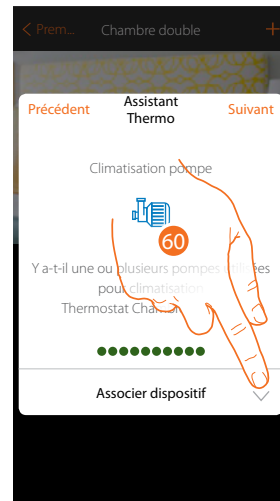 < Prem... Chambre double +
Précédent Assistant Thermo Suivant
Climatisation pompe
60
Y a-t-il une ou plusieurs pompes utilisées
pour climatisation
Thermostat
Associer dispositif